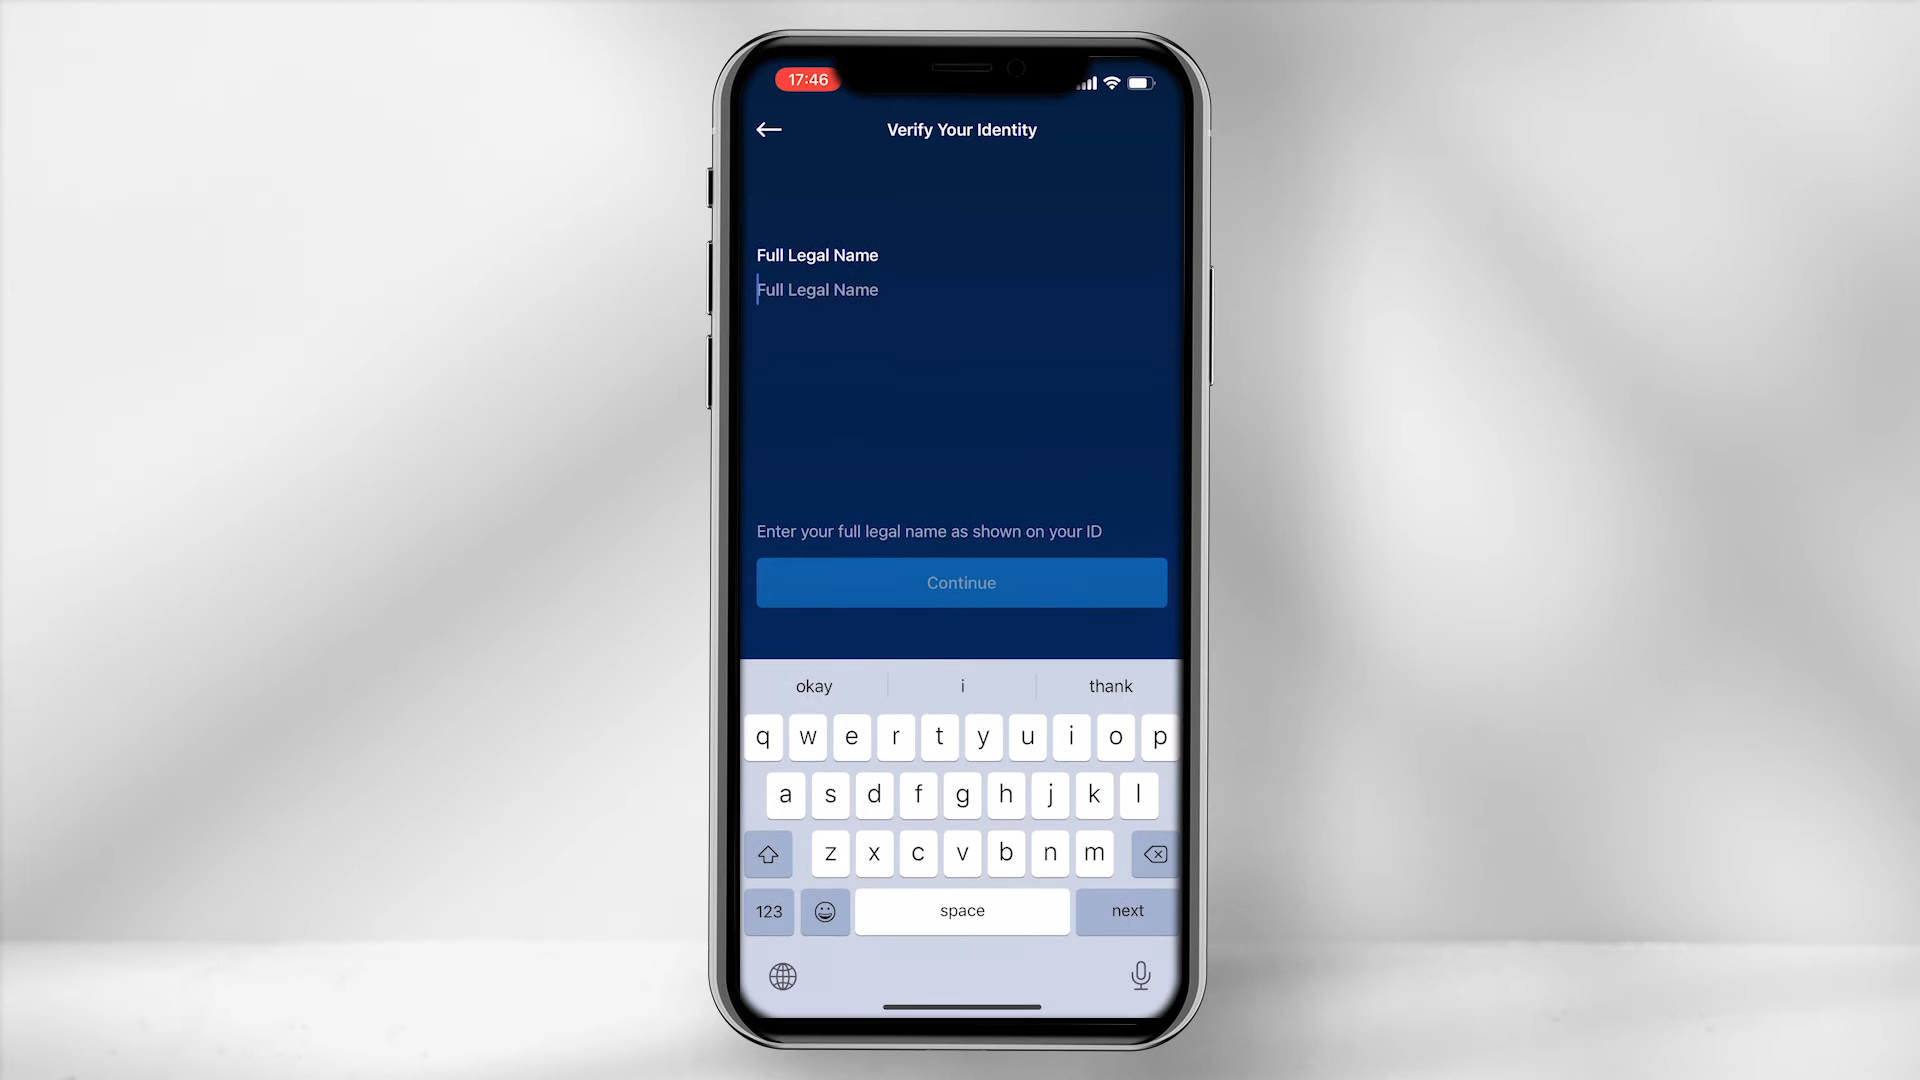 17:46
Verify Your Identity
Full Legal Name
Full Legal Name
Enter your full legal name as shown on your ID
Continue
okay i thank
q w e r t y u i o p
a s d f g h j k l
z x c v b n m
123 space next